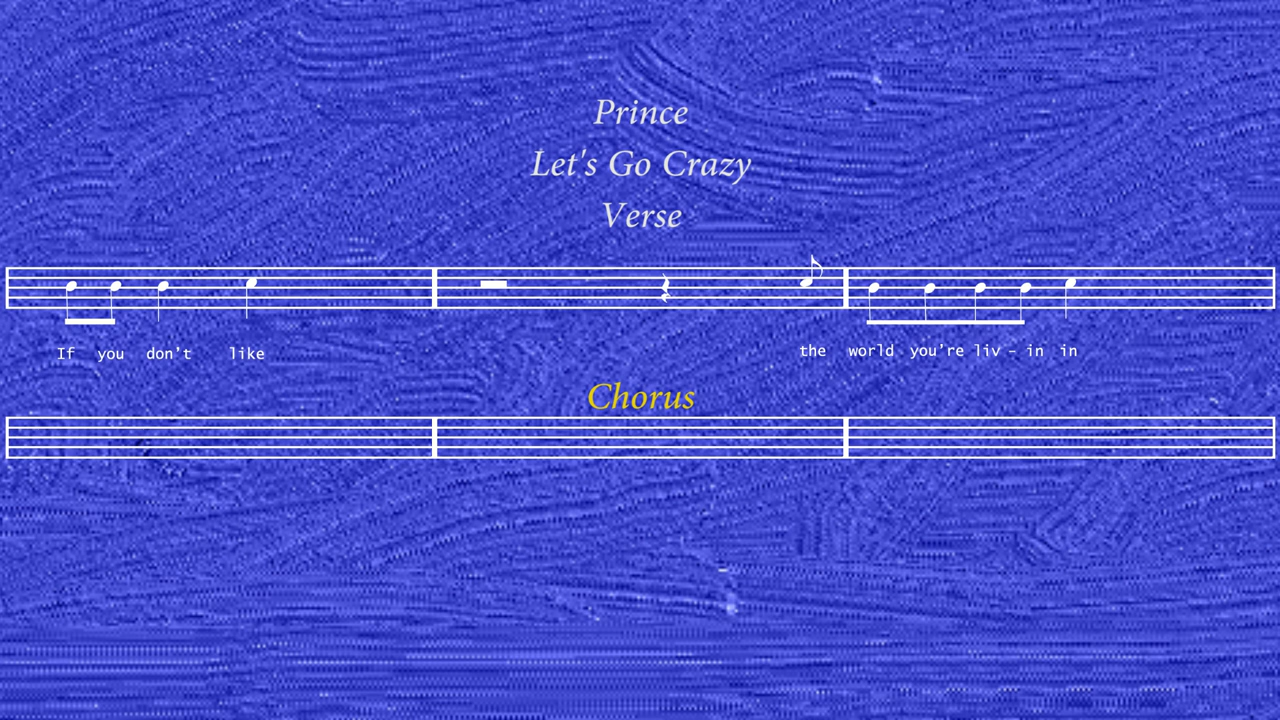 Prince
Let's Go Crazy
Verse
If you don't like the world you're liv - in in
Chorus